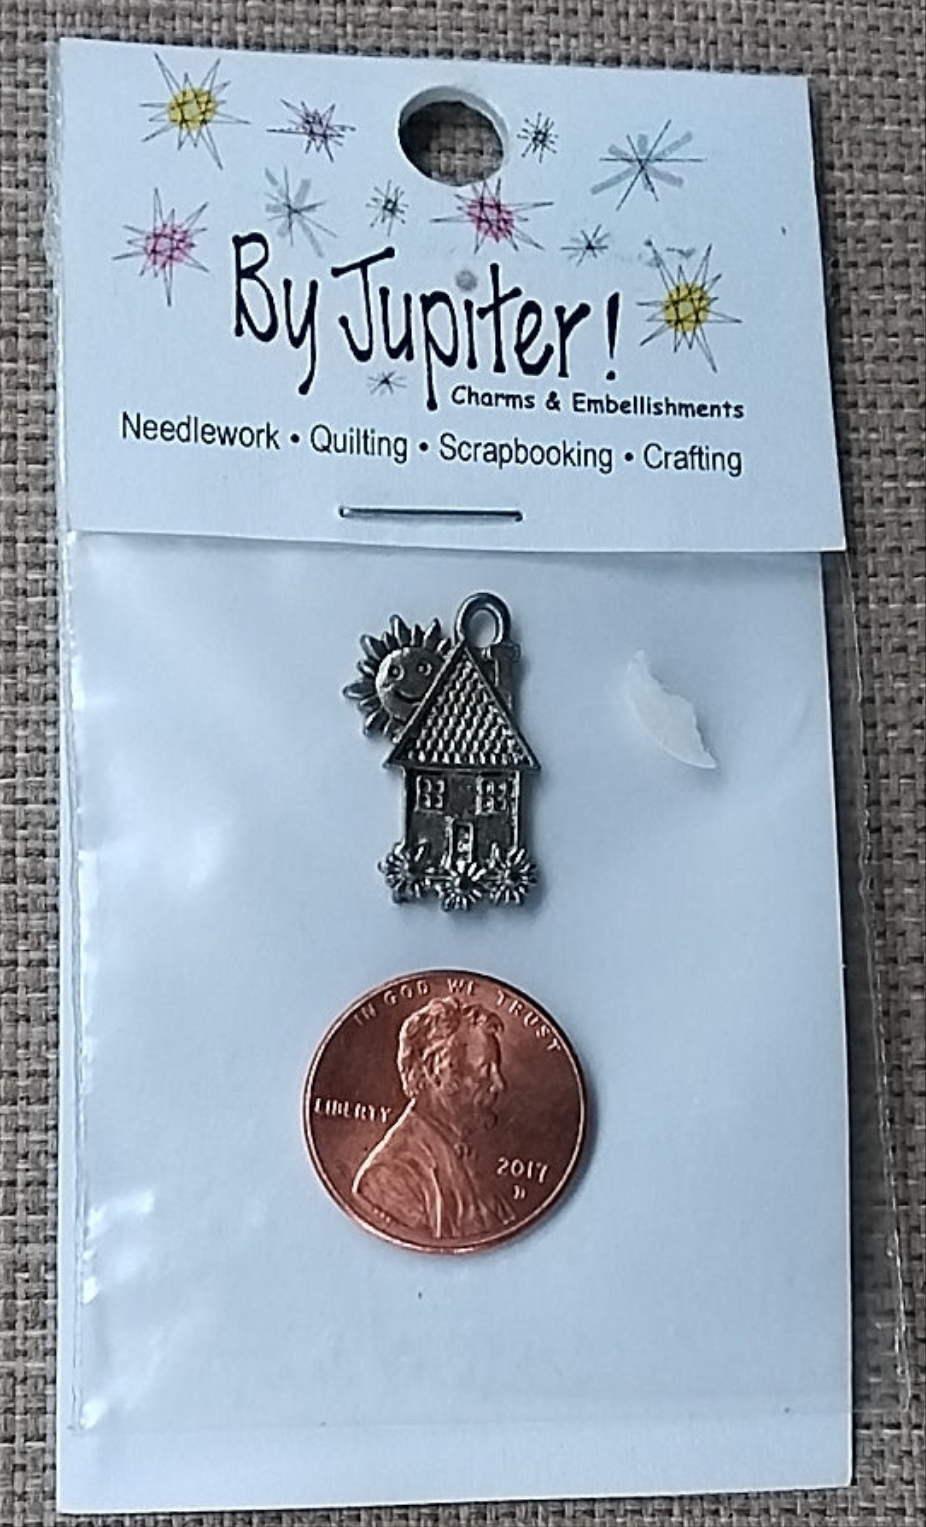 By Jupiter!
Charms & Embellishments
Needlework • Quilting • Scrapbooking • Crafting
IN GOD WE TRUST
LIBERTY
2017
D